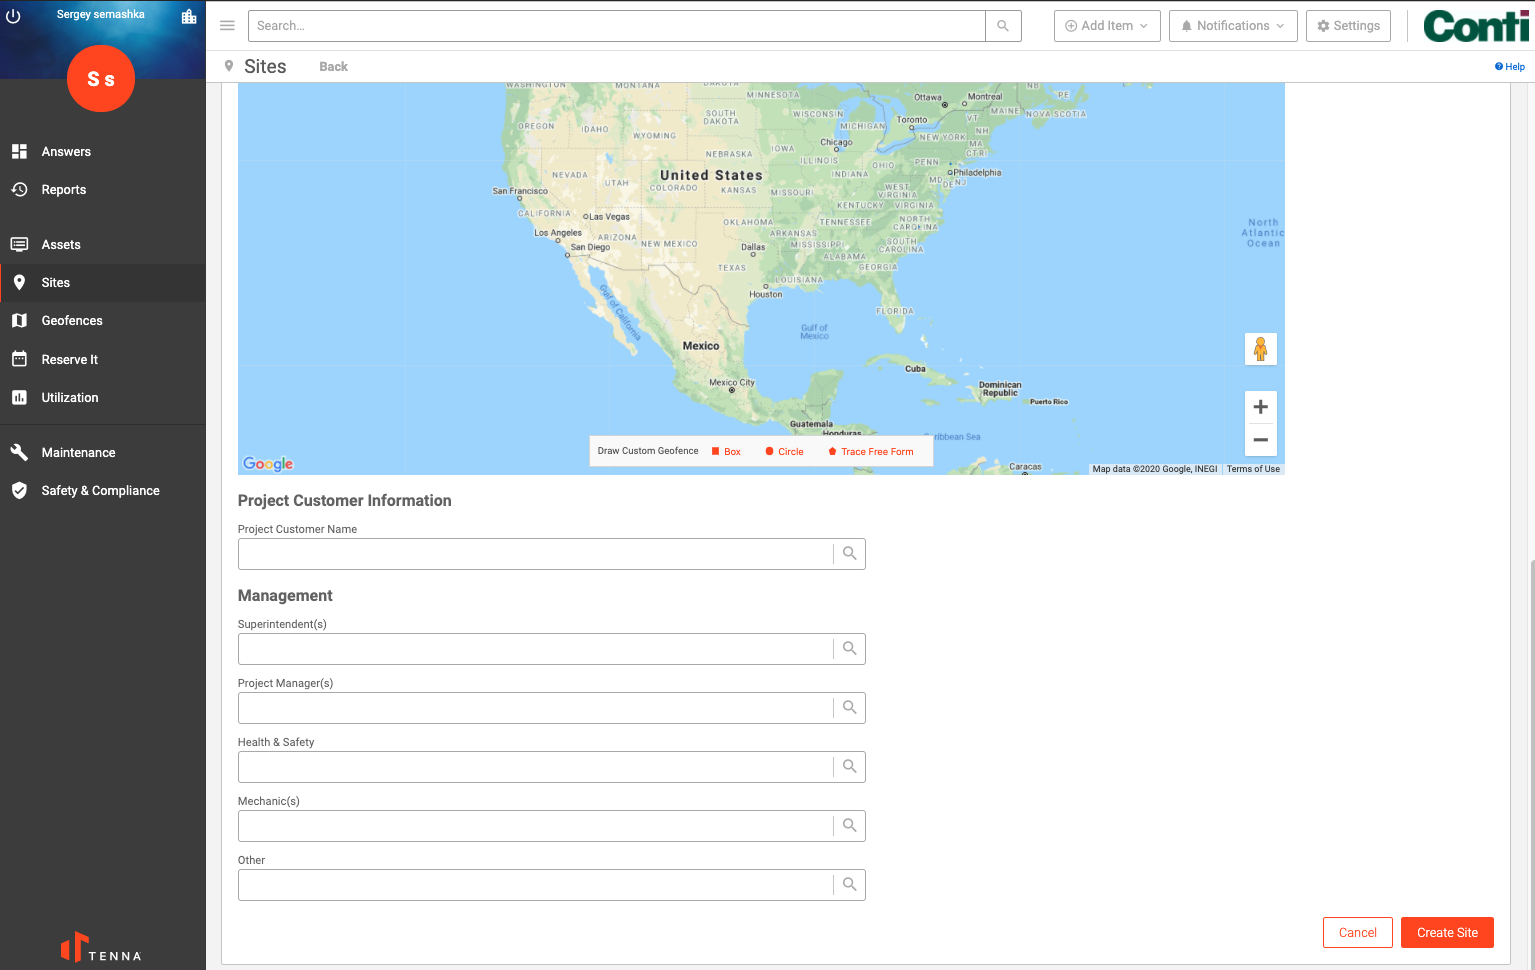 Sergey semashka
S s
Answers
Reports
Assets
Sites
Geofences
Reserve It
Utilization
Maintenance
Safety & Compliance
TENNA
Search...
Add Item
Notifications
Settings
Conti
Sites
Back
Help
WASHINGTON
MONTANA
DAKOTA
MINNESOTA
OREGON
IDAHO
WYOMING
SOUTH
DAKOTA
WISCONSIN
MICHIGAN
Ottawa
Montreal
NB
PE
MAINE
NOVA SCOTIA
Toronto
VT
NH
NEW YORK
MA
CT
RI
Chicago
NEBRASKA
IOWA
ILLINOIS
INDIANA
OHIO
PENN
Philadelphia
MD
DE
NJ
NEVADA
UTAH
United States
COLORADO
KANSAS
MISSOURI
WEST
VIRGINIA
KENTUCKY
VIRGINIA
San Francisco
CALIFORNIA
Las Vegas
OKLAHOMA
TENNESSEE
NORTH
CAROLINA
Los Angeles
ARIZONA
NEW MEXICO
ARKANSAS
MISSISSIPPI
SOUTH
CAROLINA
San Diego
Dallas
ALABAMA
GEORGIA
TEXAS
LOUISIANA
Houston
FLORIDA
Gulf of California
Gulf of
Mexico
Mexico
Mexico City
Cuba
Dominican
Republic
Puerto Rico
Guatemala
Honduras
Caribbean Sea
Caracas
North
Atlantic
Ocean
Draw Custom Geofence
Box
Circle
Trace Free Form
Google
Map data ©2020 Google, INEGI
Terms of Use
Project Customer Information
Project Customer Name
Management
Superintendent(s)
Project Manager(s)
Health & Safety
Mechanic(s)
Other
Cancel
Create Site